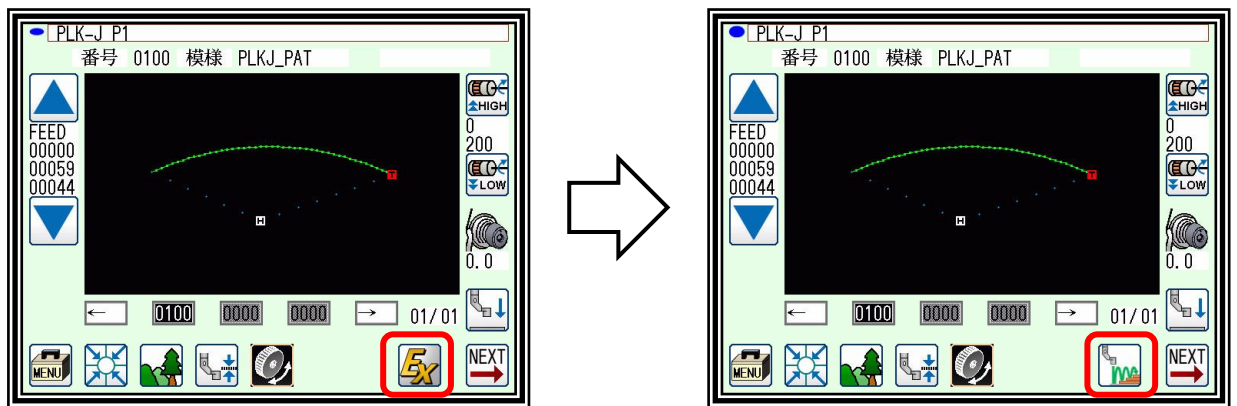 PLK-J P1
番号 0100 模様 PLKJ_PAT
HIGH
FEED
00000
00059
00044
0
200
LOW
T
H
0.0
← 0100 0000 0000 → 01/01
MENU
EX
NEXT
PLK-J P1
番号 0100 模様 PLKJ_PAT
HIGH
FEED
00000
00059
00044
0
200
LOW
T
H
0.0
← 0100 0000 0000 → 01/01
MENU
NEXT